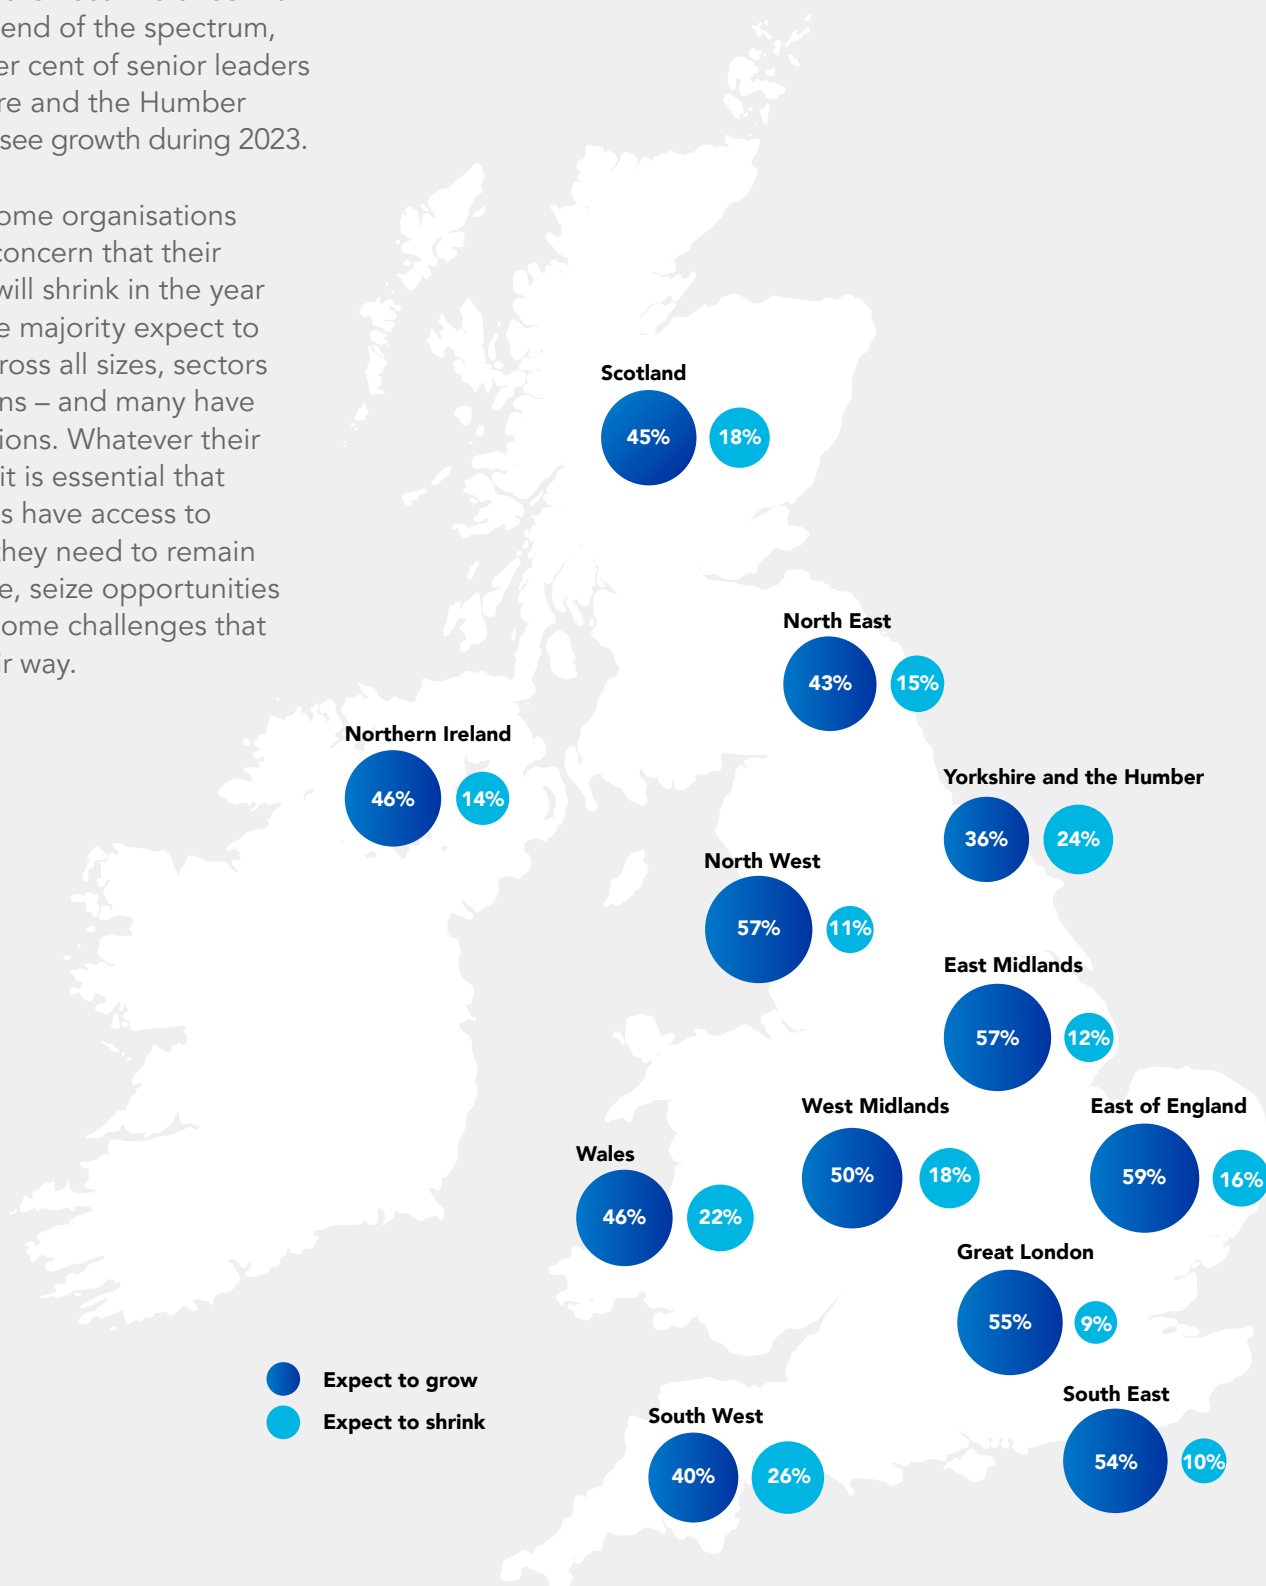 end of the spectrum,
er cent of senior leaders
re and the Humber
see growth during 2023.
ome organisations
concern that their
will shrink in the year
e majority expect to
ross all sizes, sectors
ns – and many have
ions. Whatever their
it is essential that
s have access to
they need to remain
e, seize opportunities
ome challenges that
ir way.
Scotland
45% 18%
North East
43% 15%
Northern Ireland
46% 14%
Yorkshire and the Humber
36% 24%
North West
57% 11%
East Midlands
57% 12%
West Midlands
50% 18%
East of England
59% 16%
Wales
46% 22%
Great London
55% 9%
Expect to grow
Expect to shrink
South East
54% 10%
South West
40% 26%